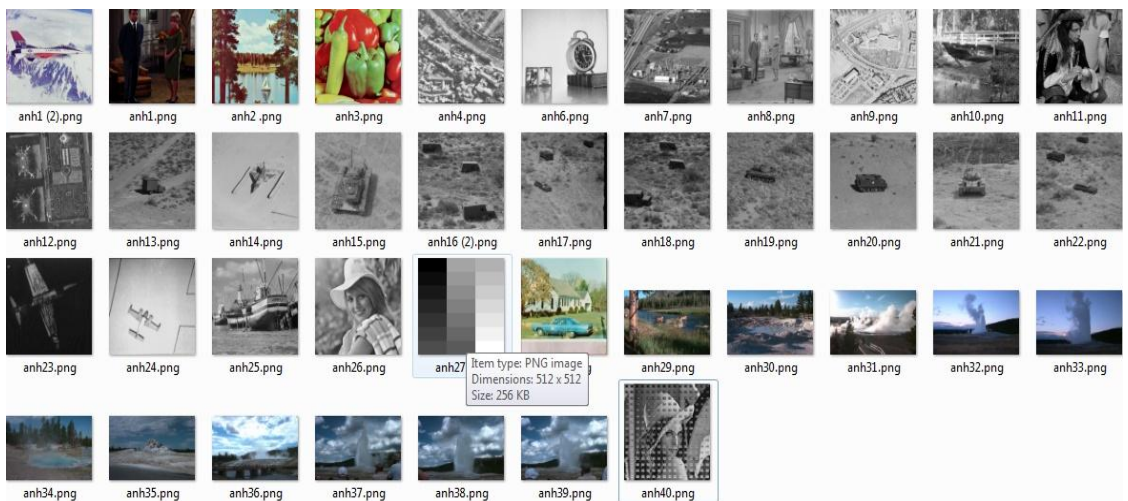 anh1 (2).png anh1.png anh2 .png anh3.png anh4.png anh6.png anh7.png anh8.png anh9.png anh10.png anh11.png
anh12.png anh13.png anh14.png anh15.png anh16 (2).png anh17.png anh18.png anh19.png anh20.png anh21.png anh22.png
anh23.png anh24.png anh25.png anh26.png anh27 g anh29.png anh30.png anh31.png anh32.png anh33.png
Item type: PNG image
Dimensions: 512 x 512
Size: 256 KB
anh34.png anh35.png anh36.png anh37.png anh38.png anh39.png anh40.png